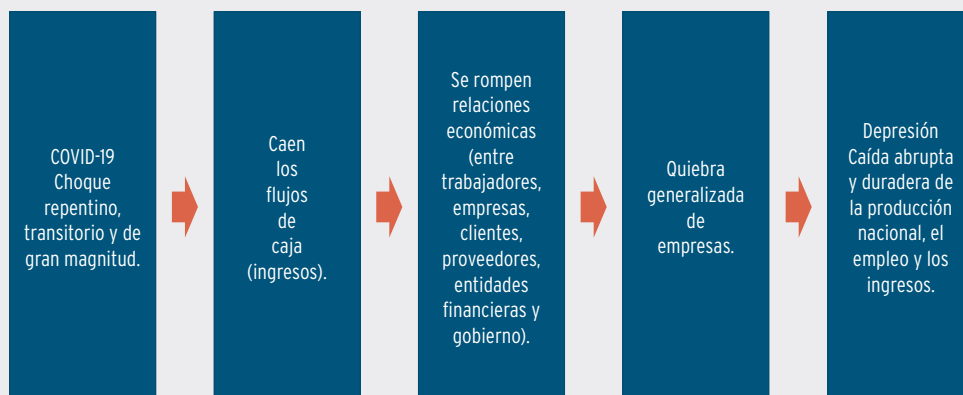 COVID-19
Choque
repentino,
transitorio y de
gran magnitud.
Caen
los
flujos
de
caja
(ingresos).
Se rompen
relaciones
económicas
(entre
trabajadores,
empresas,
clientes,
proveedores,
entidades
financieras y
gobierno).
Quiebra
generalizada
de
empresas.
Depresión
Caída abrupta
y duradera de
la producción
nacional, el
empleo y los
ingresos.